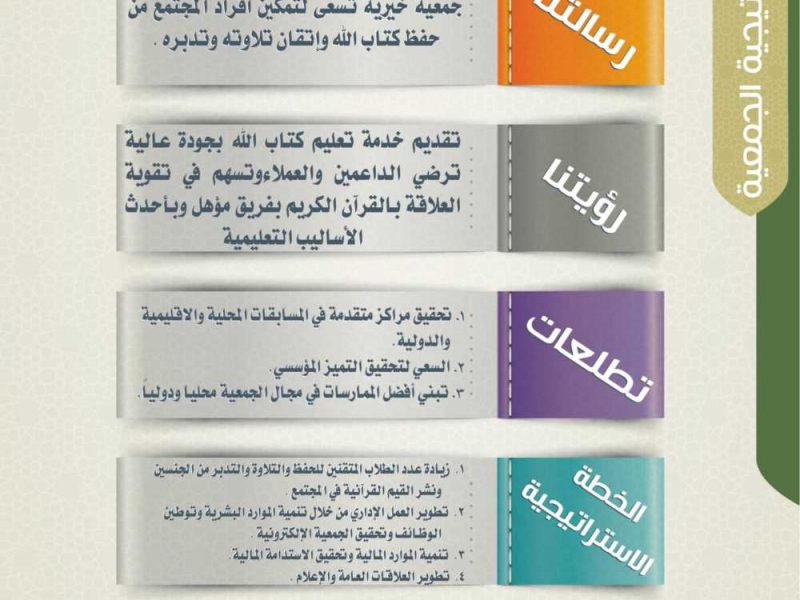 رسالتنا
جمعية خيرية تسعى لتمكين أفراد المجتمع من
حفظ كتاب الله وإتقان تلاوته وتدبره .
رؤيتنا
تقديم خدمة تعليم كتاب الله بجودة عالية
ترضي الداعمين والعملاءوتسهم في تقوية
العلاقة بالقرآن الكريم بفريق مؤهل وبأحدث
الأساليب التعليمية
تطلعات
١. تحقيق مراكز متقدمة في المسابقات المحلية والاقليمية
والدولية .
٢. السعي لتحقيق التميز المؤسسي .
٣. تبني أفضل الممارسات في مجال الجمعية محليا ودولياً .
الخطة
الاستراتيجية
١. زيادة عدد الطلاب المتقنين للحفظ والتلاوة والتدبر من الجنسين
ونشر القيم القرآنية في المجتمع .
٢. تطوير العمل الإداري من خلال تنمية الموارد البشرية وتوطين
الوظائف وتحقيق الجمعية الإلكترونية .
٣. تنمية الموارد المالية وتحقيق الاستدامة المالية .
٤. تطوير العلاقات العامة والإعلام .
الجمعية